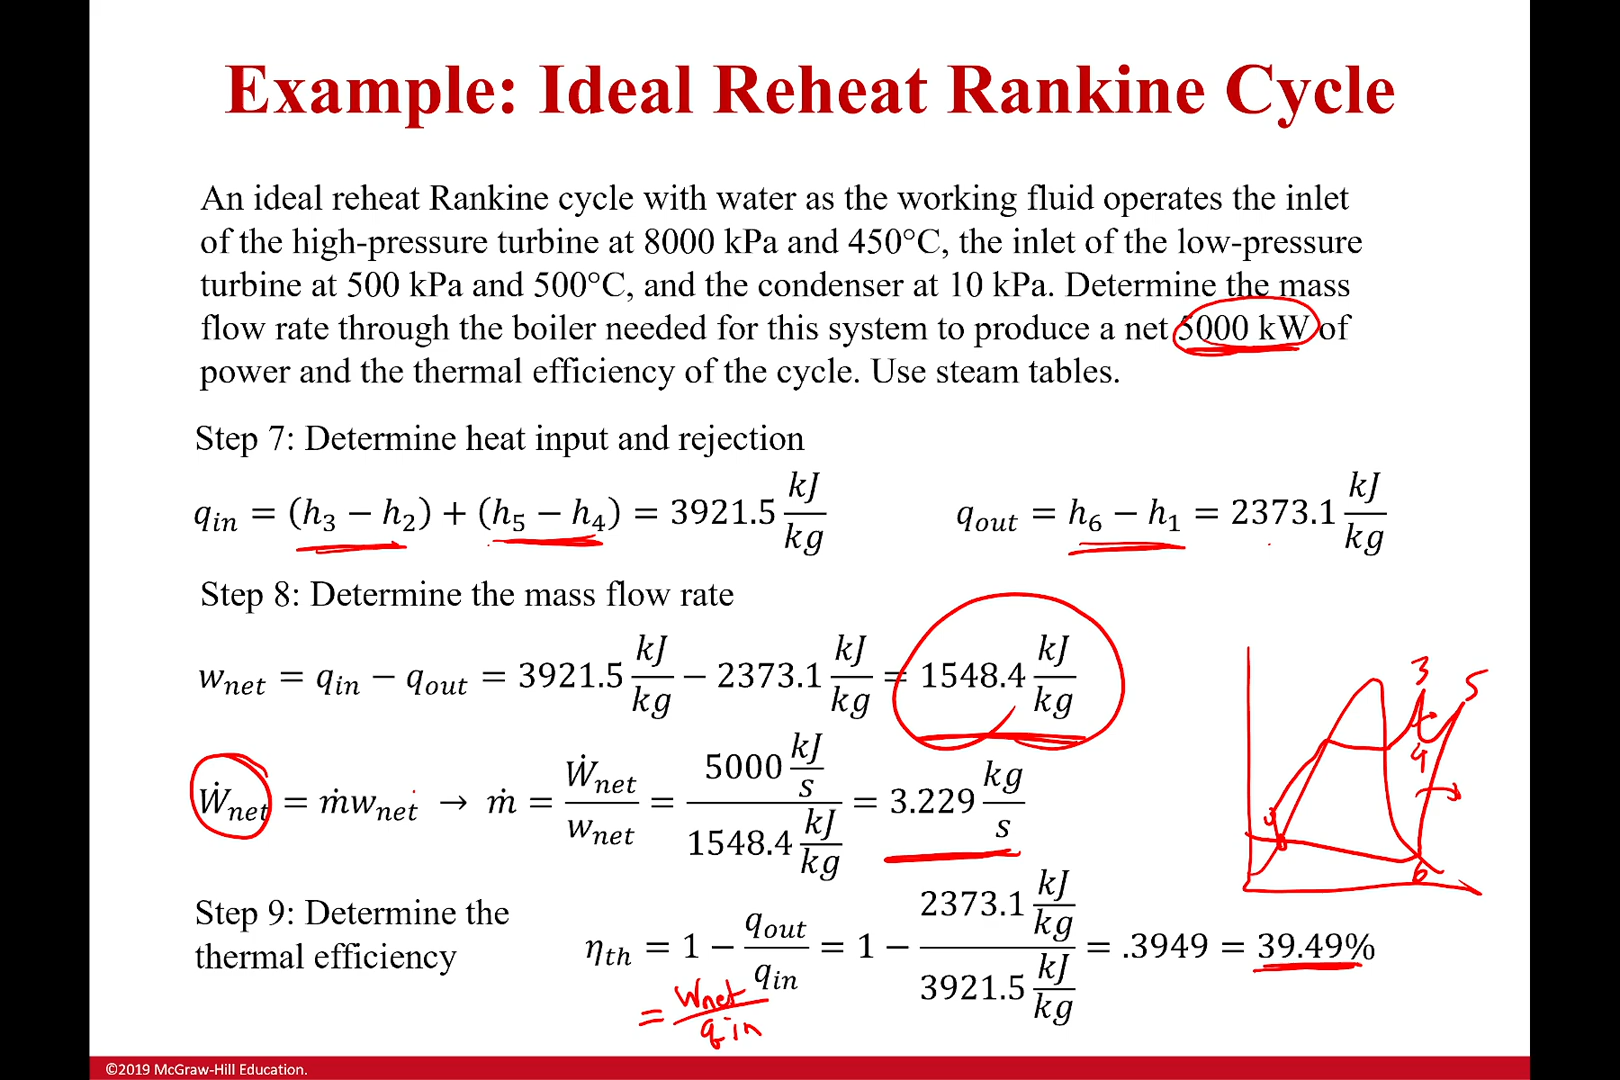 Example: Ideal Reheat Rankine Cycle
An ideal reheat Rankine cycle with water as the working fluid operates the inlet
of the high-pressure turbine at 8000 kPa and 450°C, the inlet of the low-pressure
turbine at 500 kPa and 500°C, and the condenser at 10 kPa. Determine the mass
flow rate through the boiler needed for this system to produce a net 5000 kW of
power and the thermal efficiency of the cycle. Use steam tables.
Step 7: Determine heat input and rejection
q_in = (h_3 − h_2) + (h_5 − h_4) = 3921.5 kJ/kg
q_out = h_6 − h_1 = 2373.1 kJ/kg
Step 8: Determine the mass flow rate
w_net = q_in − q_out = 3921.5 kJ/kg − 2373.1 kJ/kg = 1548.4 kJ/kg
Ẇ_net = ṁw_net → ṁ = Ẇ_net/w_net = 5000 kJ/s / 1548.4 kJ/kg = 3.229 kg/s
3
5
4
6
Step 9: Determine the
thermal efficiency
η_th = 1 − q_out/q_in = 1 − 2373.1 kJ/kg / 3921.5 kJ/kg = .3949 = 39.49%
= Wnet/qin
©2019 McGraw-Hill Education.